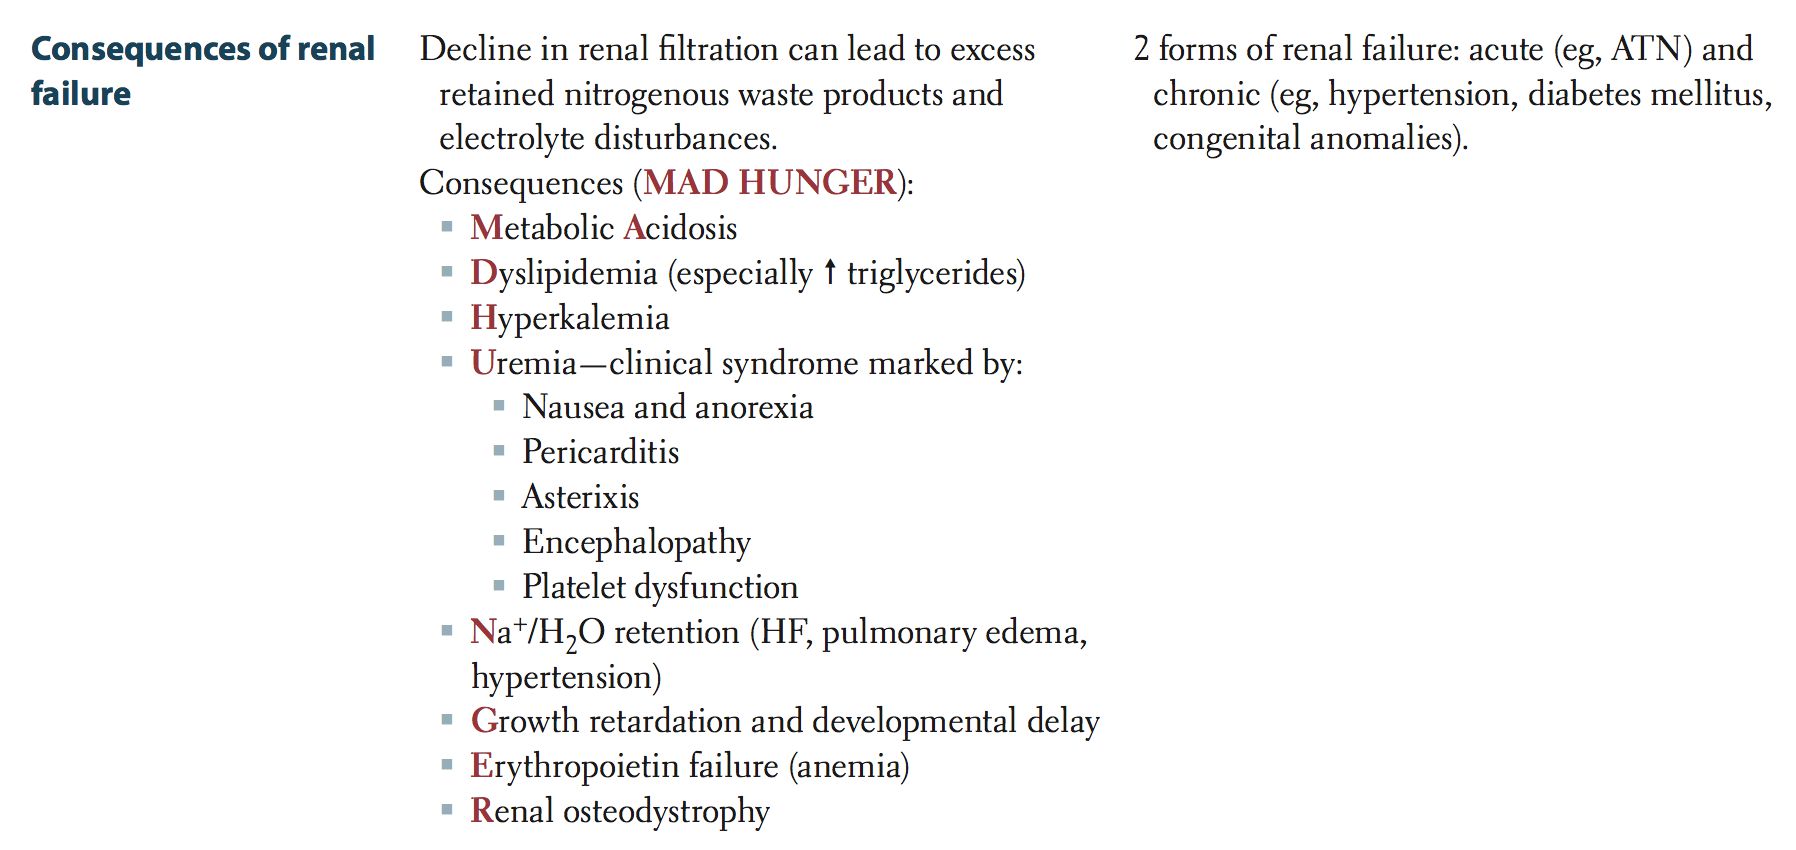 Consequences of renal
failure
Decline in renal filtration can lead to excess
retained nitrogenous waste products and
electrolyte disturbances.
Consequences (MAD HUNGER):
▪ Metabolic Acidosis
▪ Dyslipidemia (especially ↑ triglycerides)
▪ Hyperkalemia
▪ Uremia—clinical syndrome marked by:
▪ Nausea and anorexia
▪ Pericarditis
▪ Asterixis
▪ Encephalopathy
▪ Platelet dysfunction
▪ Na⁺/H₂O retention (HF, pulmonary edema,
hypertension)
▪ Growth retardation and developmental delay
▪ Erythropoietin failure (anemia)
▪ Renal osteodystrophy
2 forms of renal failure: acute (eg, ATN) and
chronic (eg, hypertension, diabetes mellitus,
congenital anomalies).